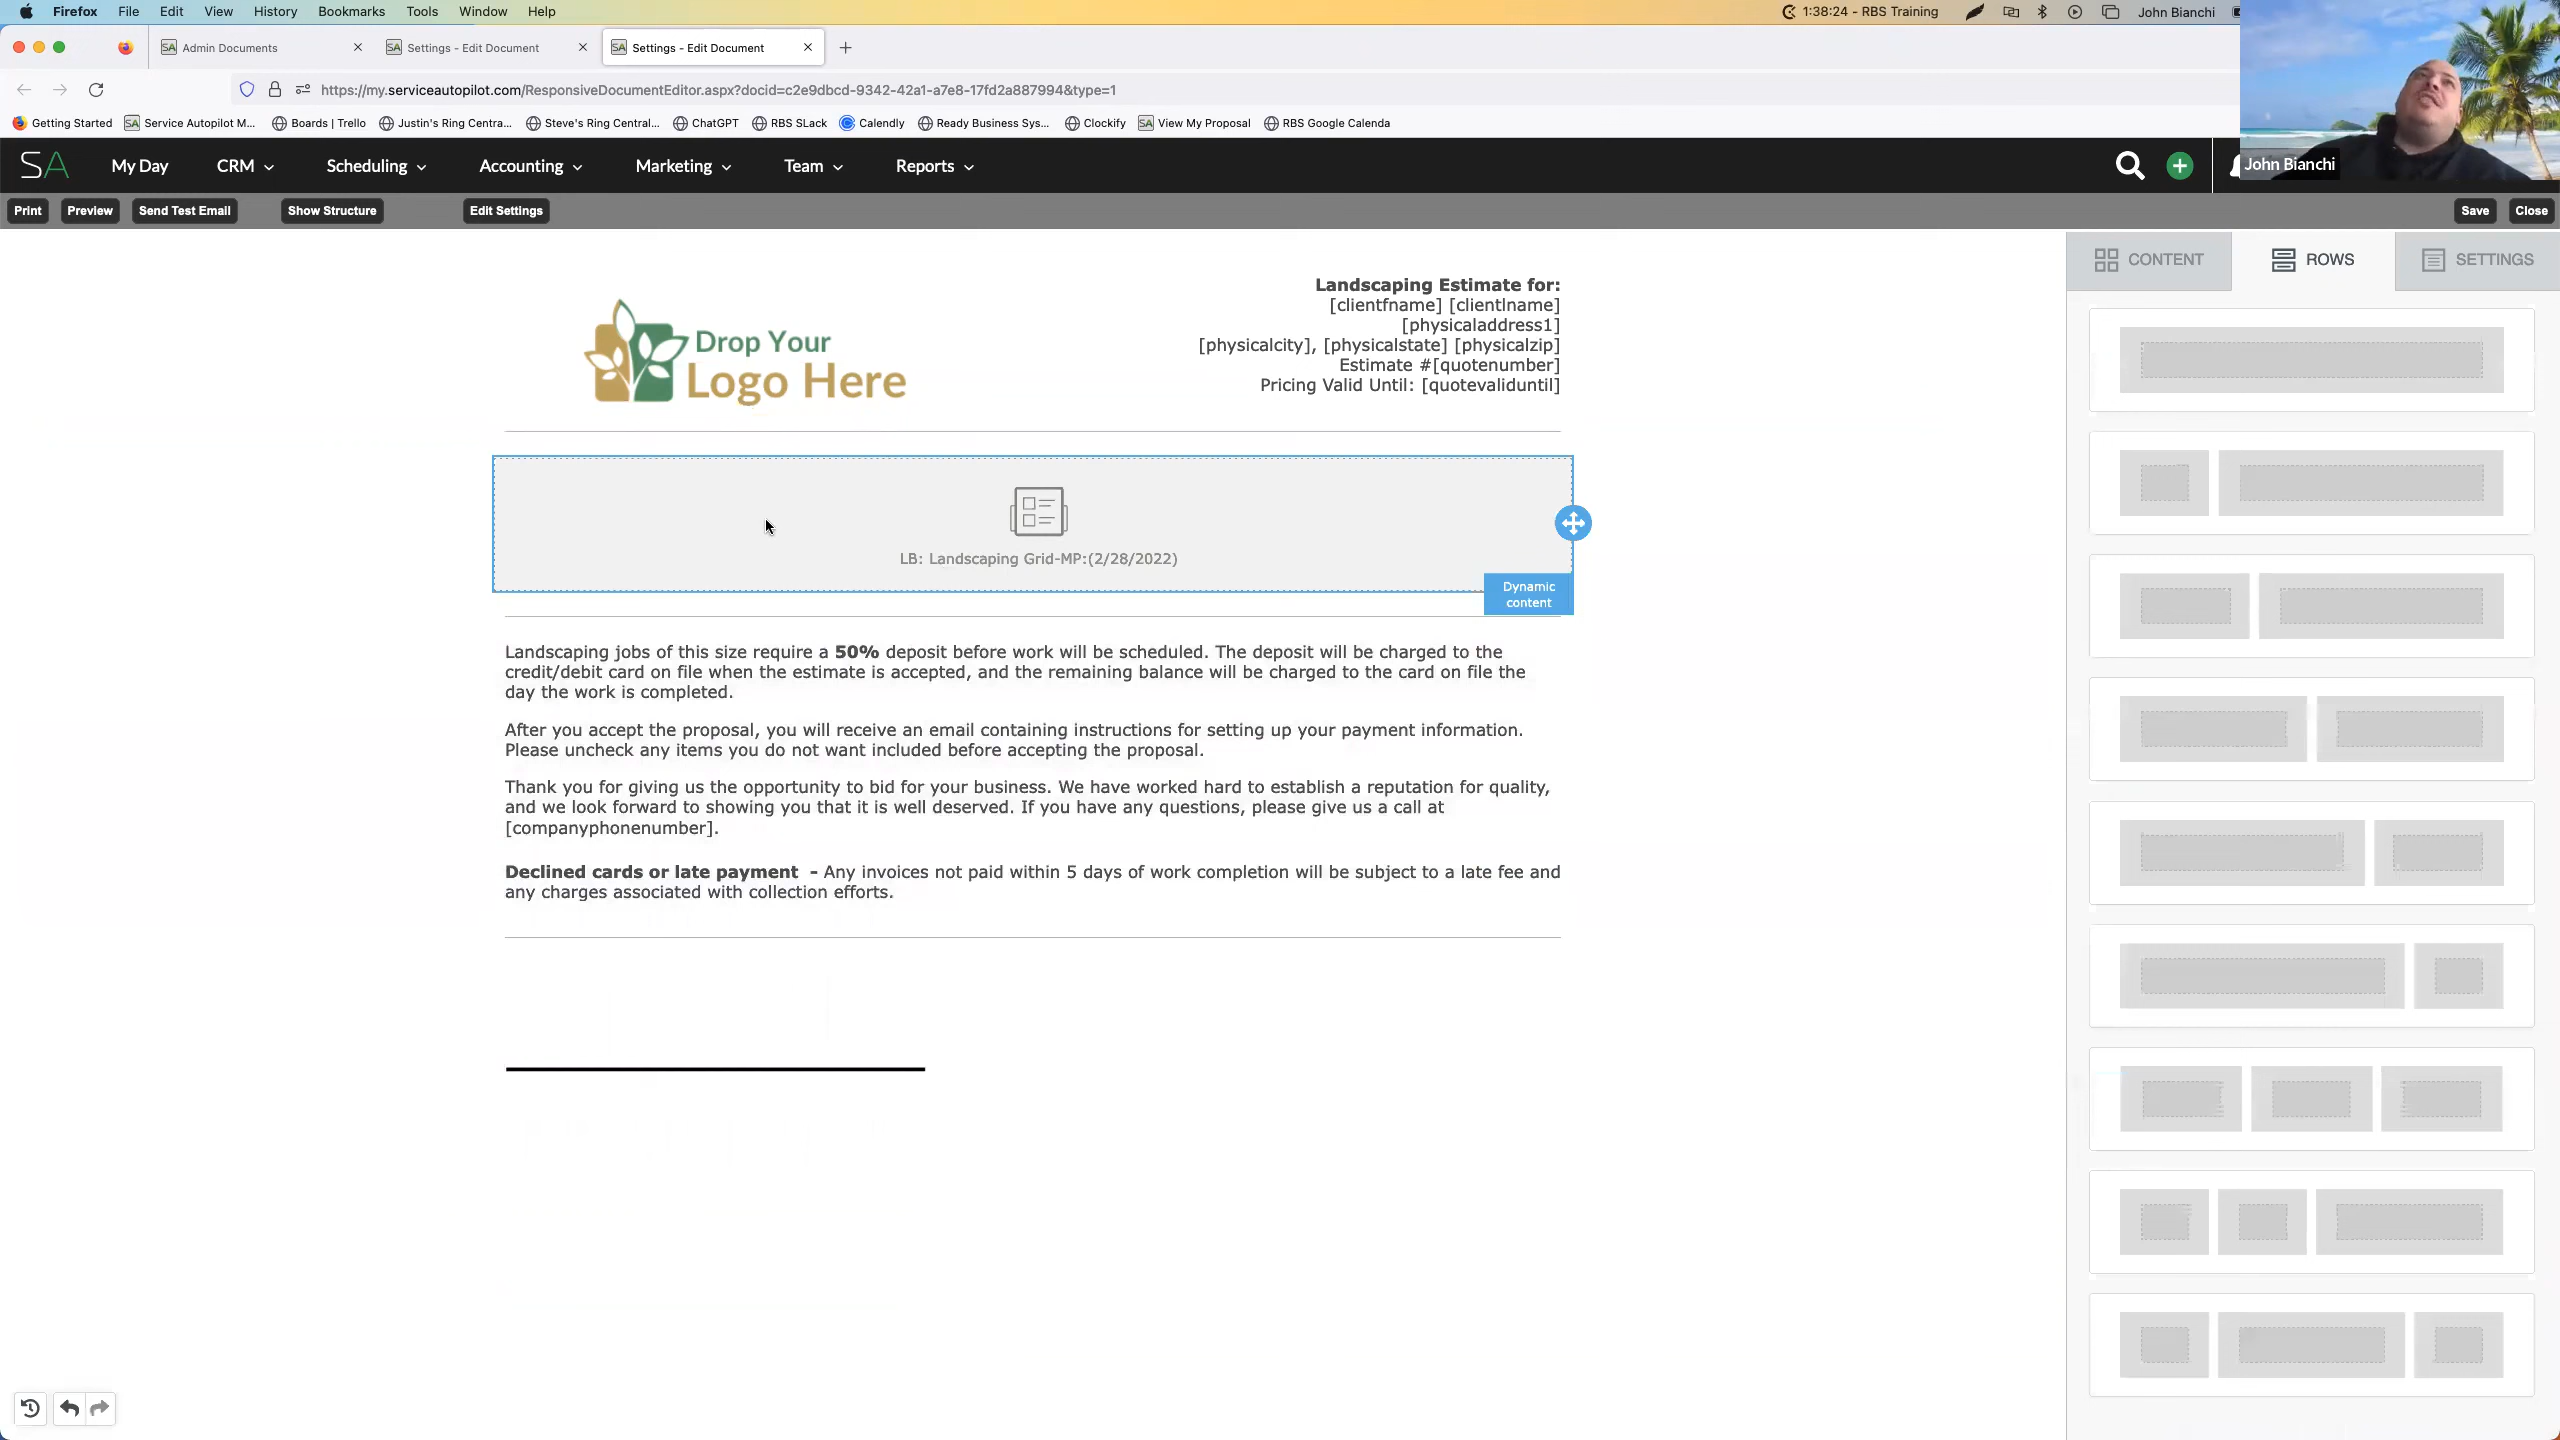 Firefox File Edit View History Bookmarks Tools Window Help 1:38:24 - RBS Training John Bianchi
Admin Documents Settings - Edit Document Settings - Edit Document
https://my.serviceautopilot.com/ResponsiveDocumentEditor.aspx?docid=c2e9dbcd-9342-42a1-a7e8-17fd2a887994&type=1
Getting Started Service Autopilot M... Boards | Trello Justin's Ring Centra... Steve's Ring Central... ChatGPT RBS SLack Calendly Ready Business Sys... Clockify View My Proposal RBS Google Calenda
SA My Day CRM Scheduling Accounting Marketing Team Reports
John Bianchi
Print Preview Send Test Email Show Structure Edit Settings Save Close
CONTENT ROWS SETTINGS
Drop Your
Logo Here
Landscaping Estimate for:
[clientfname] [clientlname]
[physicaladdress1]
[physicalcity], [physicalstate] [physicalzip]
Estimate #[quotenumber]
Pricing Valid Until: [quotevaliduntil]
LB: Landscaping Grid-MP:(2/28/2022)
Dynamic
content
Landscaping jobs of this size require a 50% deposit before work will be scheduled. The deposit will be charged to the
credit/debit card on file when the estimate is accepted, and the remaining balance will be charged to the card on file the
day the work is completed.
After you accept the proposal, you will receive an email containing instructions for setting up your payment information.
Please uncheck any items you do not want included before accepting the proposal.
Thank you for giving us the opportunity to bid for your business. We have worked hard to establish a reputation for quality,
and we look forward to showing you that it is well deserved. If you have any questions, please give us a call at
[companyphonenumber].
Declined cards or late payment - Any invoices not paid within 5 days of work completion will be subject to a late fee and
any charges associated with collection efforts.